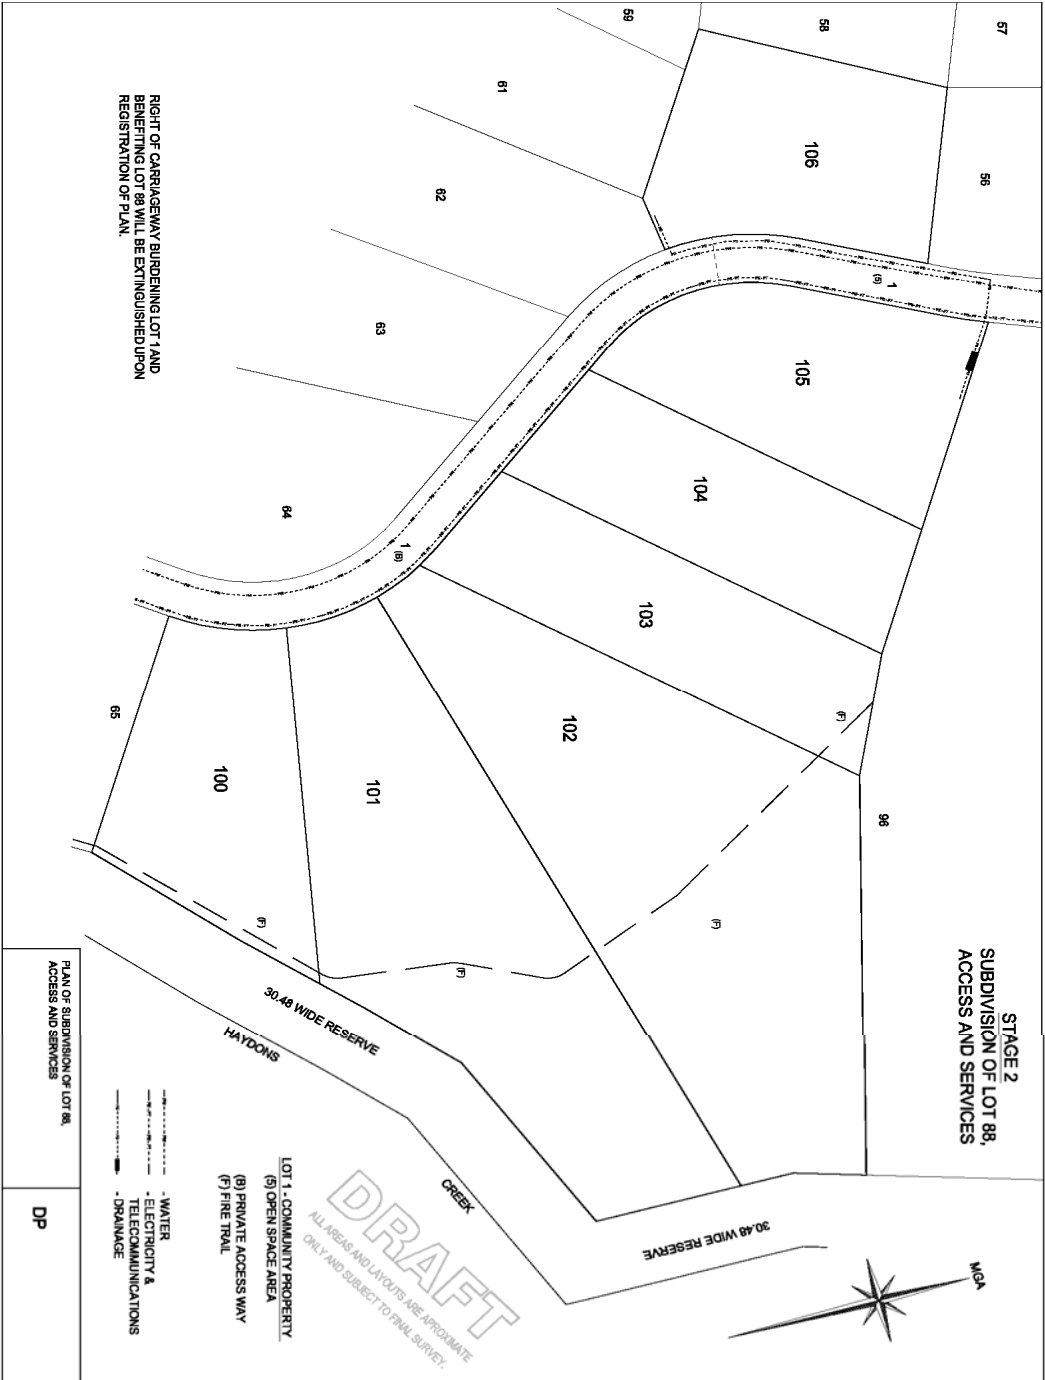 STAGE 2
SUBDIVISION OF LOT 88,
ACCESS AND SERVICES
57
58
59
56
106
61
62
63
64
65
1
(5)
105
104
103
102
101
100
1
(B)
96
(F)
(F)
(F)
(F)
RIGHT OF CARRIAGEWAY BURDENING LOT 1 AND
BENEFITING LOT 88 WILL BE EXTINGUISHED UPON
REGISTRATION OF PLAN.
30.48 WIDE RESERVE
HAYDONS
CREEK
30.48 WIDE RESERVE
MGA
DRAFT
ALL AREAS AND LAYOUTS ARE APROXIMATE
ONLY AND SUBJECT TO FINAL SURVEY.
LOT 1 - COMMUNITY PROPERTY
(5) OPEN SPACE AREA
(B) PRIVATE ACCESS WAY
(F) FIRE TRAIL
- WATER
- ELECTRICITY &
TELECOMMUNICATIONS
- DRAINAGE
PLAN OF SUBDIVISION OF LOT 88,
ACCESS AND SERVICES
DP